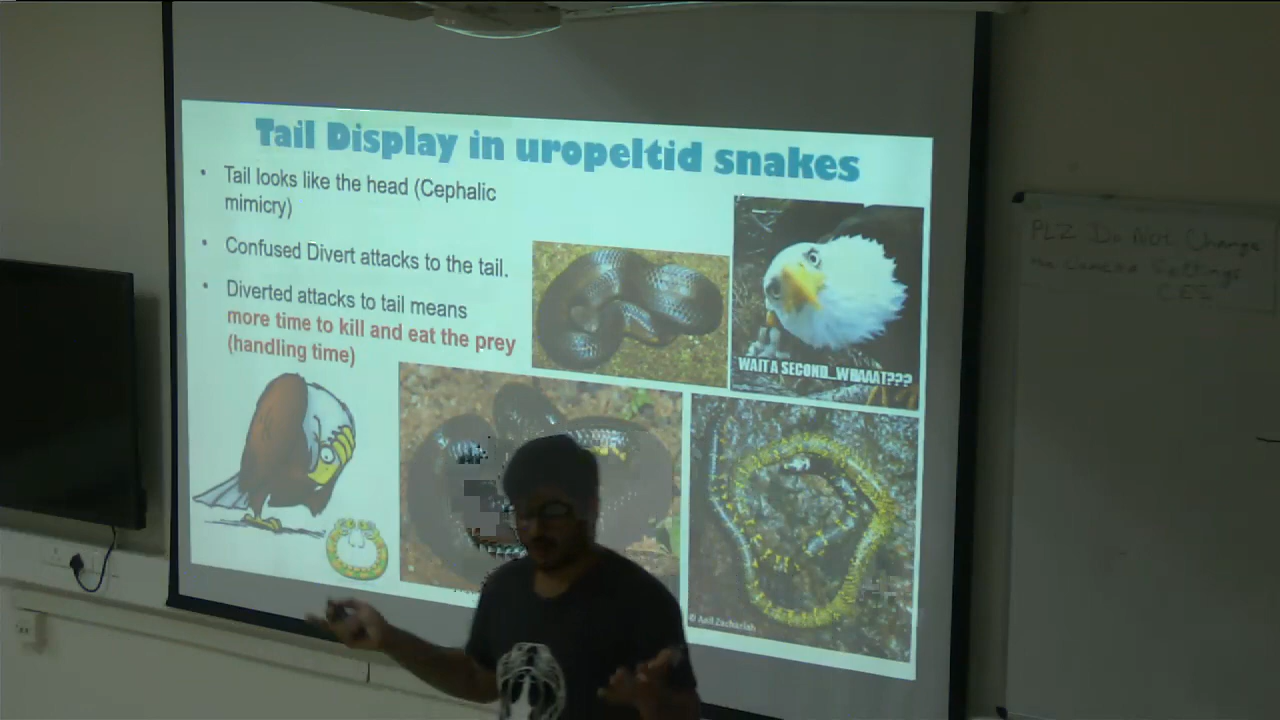 Tail Display in uropeltid snakes
• Tail looks like the head (Cephalic
mimicry)
• Confused Divert attacks to the tail.
• Diverted attacks to tail means
more time to kill and eat the prey
(handling time)
WAIT A SECOND...WHAAAT???
© Anil Zachariah
PLZ Do Not Change
the Camera Settings